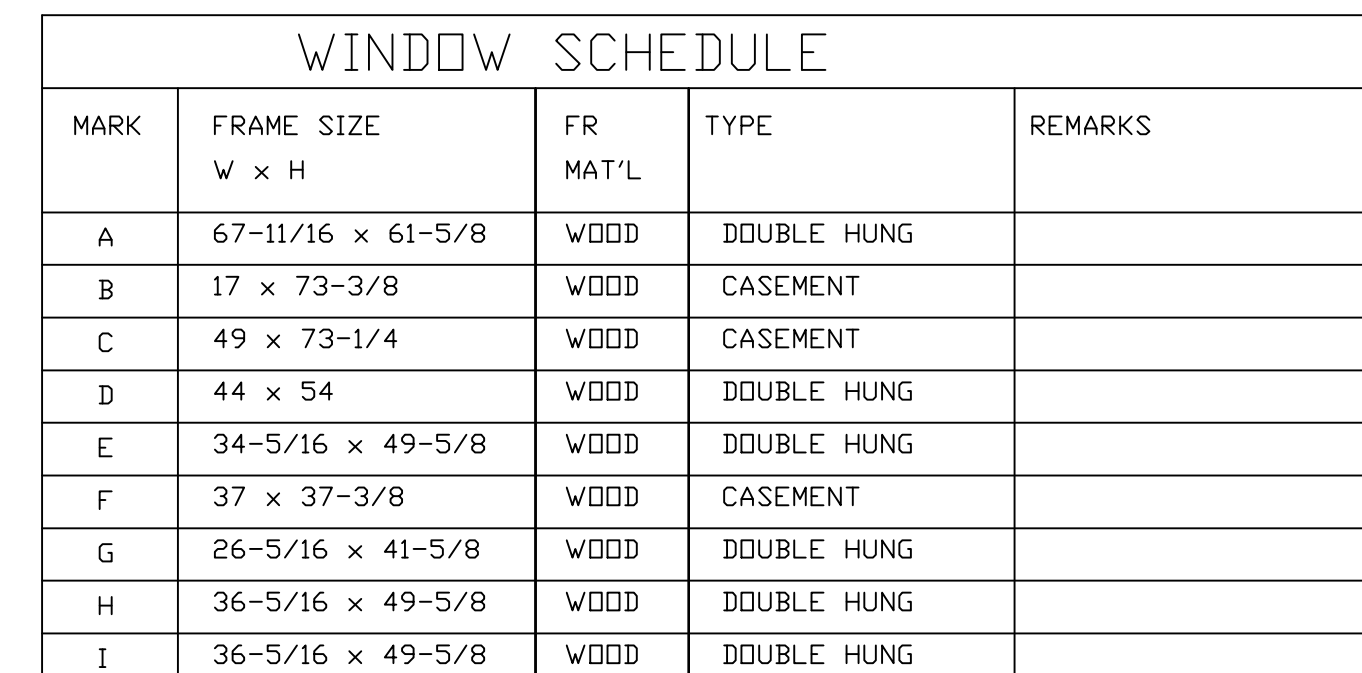 WINDOW SCHEDULE
MARK FRAME SIZE FR TYPE REMARKS
W x H MAT'L
A 67-11/16 x 61-5/8 WOOD DOUBLE HUNG
B 17 x 73-3/8 WOOD CASEMENT
C 49 x 73-1/4 WOOD CASEMENT
D 44 x 54 WOOD DOUBLE HUNG
E 34-5/16 x 49-5/8 WOOD DOUBLE HUNG
F 37 x 37-3/8 WOOD CASEMENT
G 26-5/16 x 41-5/8 WOOD DOUBLE HUNG
H 36-5/16 x 49-5/8 WOOD DOUBLE HUNG
I 36-5/16 x 49-5/8 WOOD DOUBLE HUNG